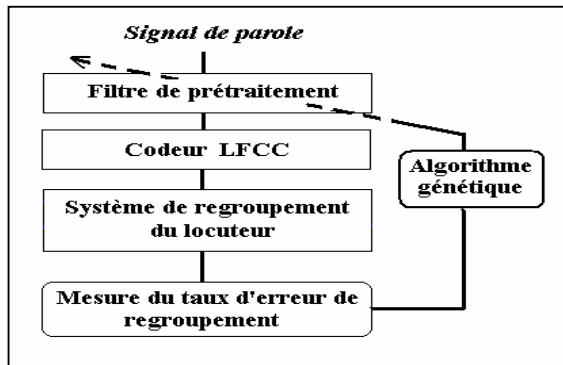 Signal de parole
Filtre de prétraitement
Codeur LFCC
Système de regroupement
du locuteur
Mesure du taux d'erreur de
regroupement
Algorithme
génétique